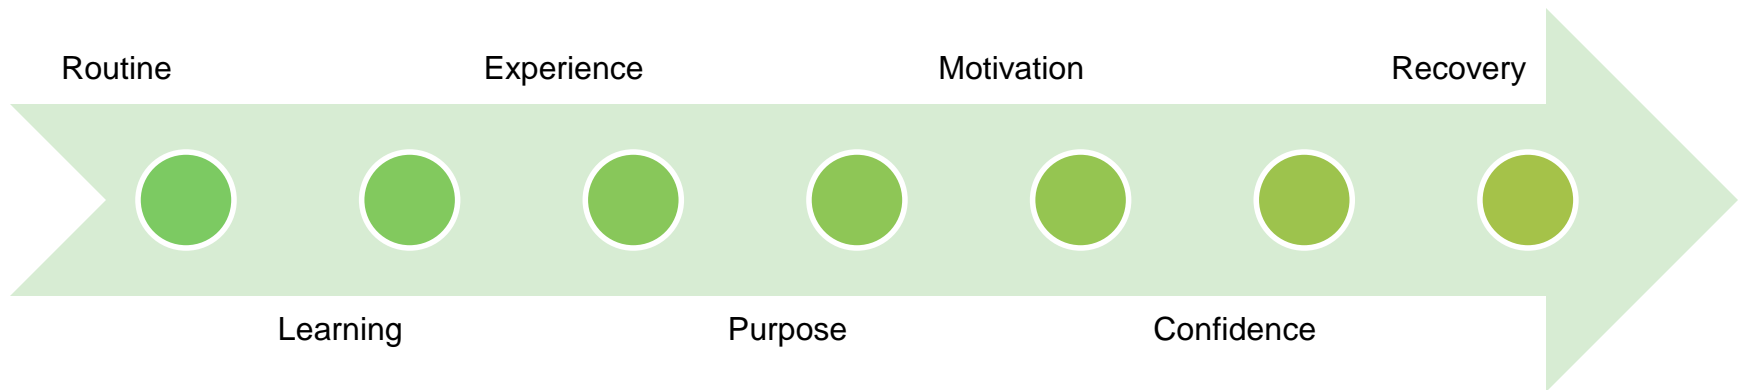 Routine
Experience
Motivation
Recovery
Learning
Purpose
Confidence